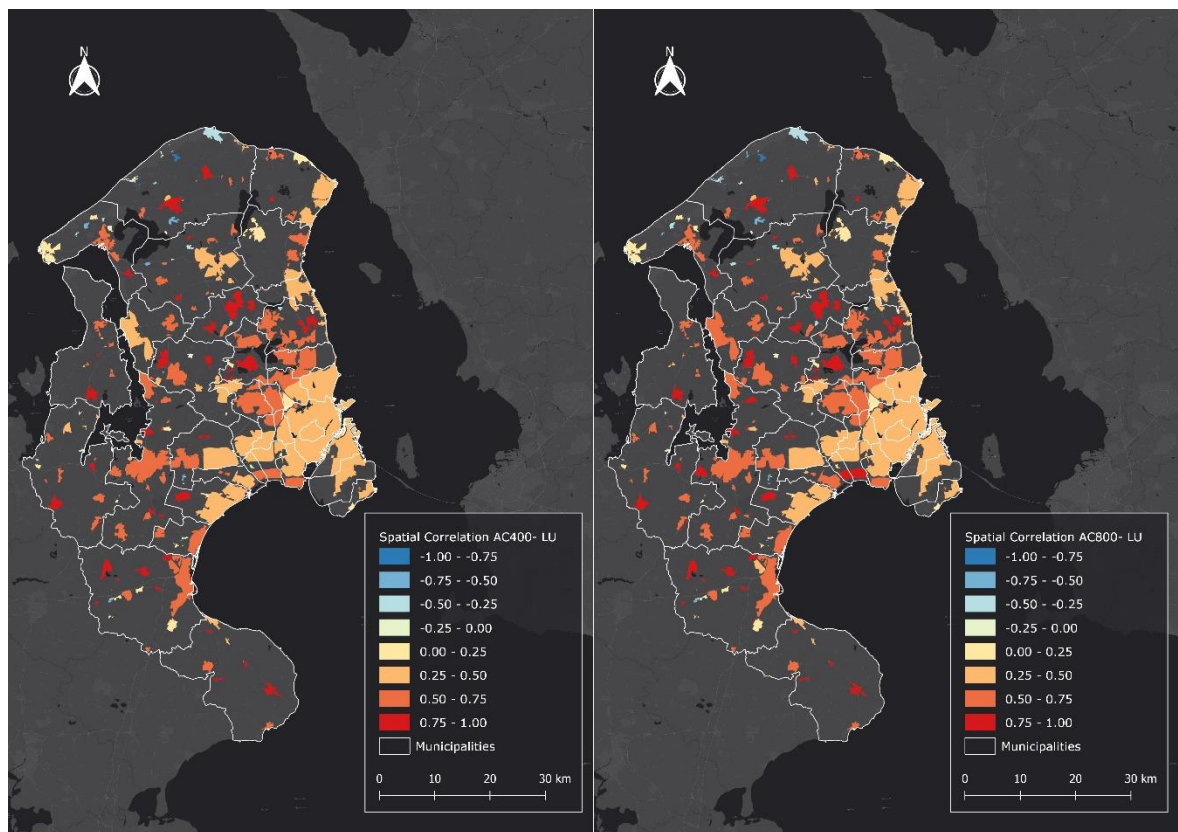 N
Spatial Correlation AC400- LU
-1.00 - -0.75
-0.75 - -0.50
-0.50 - -0.25
-0.25 - 0.00
0.00 - 0.25
0.25 - 0.50
0.50 - 0.75
0.75 - 1.00
Municipalities
0 10 20 30 km
N
Spatial Correlation AC800- LU
-1.00 - -0.75
-0.75 - -0.50
-0.50 - -0.25
-0.25 - 0.00
0.00 - 0.25
0.25 - 0.50
0.50 - 0.75
0.75 - 1.00
Municipalities
0 10 20 30 km